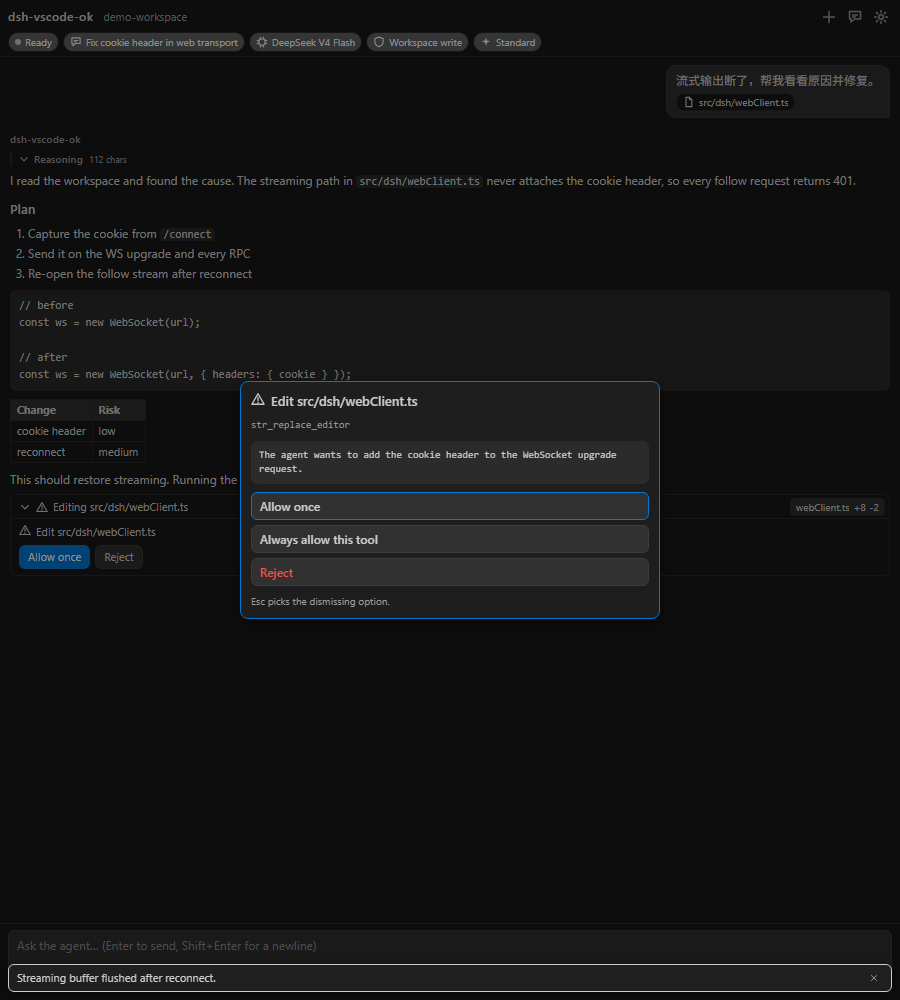 dsh-vscode-ok demo-workspace
Ready Fix cookie header in web transport DeepSeek V4 Flash Workspace write Standard
流式输出断了，帮我看看原因并修复。
src/dsh/webClient.ts
dsh-vscode-ok
Reasoning 112 chars
I read the workspace and found the cause. The streaming path in src/dsh/webClient.ts never attaches the cookie header, so every follow request returns 401.
Plan
1. Capture the cookie from /connect
2. Send it on the WS upgrade and every RPC
3. Re-open the follow stream after reconnect
// before
const ws = new WebSocket(url);
// after
const ws = new WebSocket(url, { headers: { cookie } });
Change Risk
cookie header low
reconnect medium
This should restore streaming. Running the
Editing src/dsh/webClient.ts webClient.ts +8 -2
Edit src/dsh/webClient.ts
Allow once Reject
Edit src/dsh/webClient.ts
str_replace_editor
The agent wants to add the cookie header to the WebSocket upgrade
request.
Allow once
Always allow this tool
Reject
Esc picks the dismissing option.
Ask the agent... (Enter to send, Shift+Enter for a newline)
Streaming buffer flushed after reconnect.